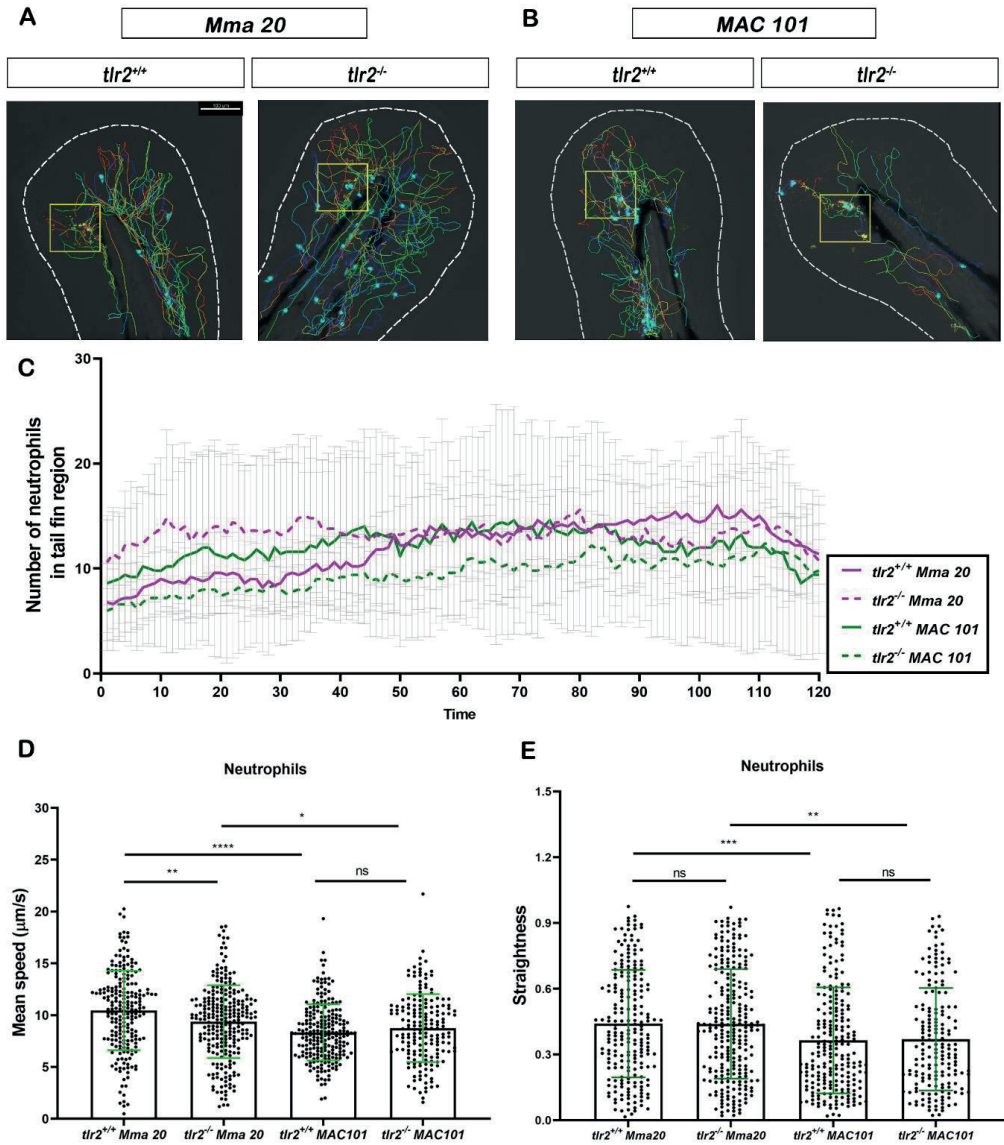 A
Mma 20
B
MAC 101
tlr2+/+
tlr2-/-
tlr2+/+
tlr2-/-
C
Number of neutrophils
in tail fin region
30
20
10
0
0 10 20 30 40 50 60 70 80 90 100 110 120
Time
tlr2+/+ Mma 20
tlr2-/- Mma 20
tlr2+/+ MAC 101
tlr2-/- MAC 101
D
Neutrophils
Mean speed (μm/s)
30
25
20
15
10
5
0
*
****
**
ns
tlr2+/+ Mma 20 tlr2-/- Mma 20 tlr2+/+ MAC101 tlr2-/- MAC101
E
Neutrophils
Straightness
1.5
1.2
0.9
0.6
0.3
0.0
**
***
ns
ns
tlr2+/+ Mma20 tlr2-/- Mma20 tlr2+/+ MAC101 tlr2-/- MAC101